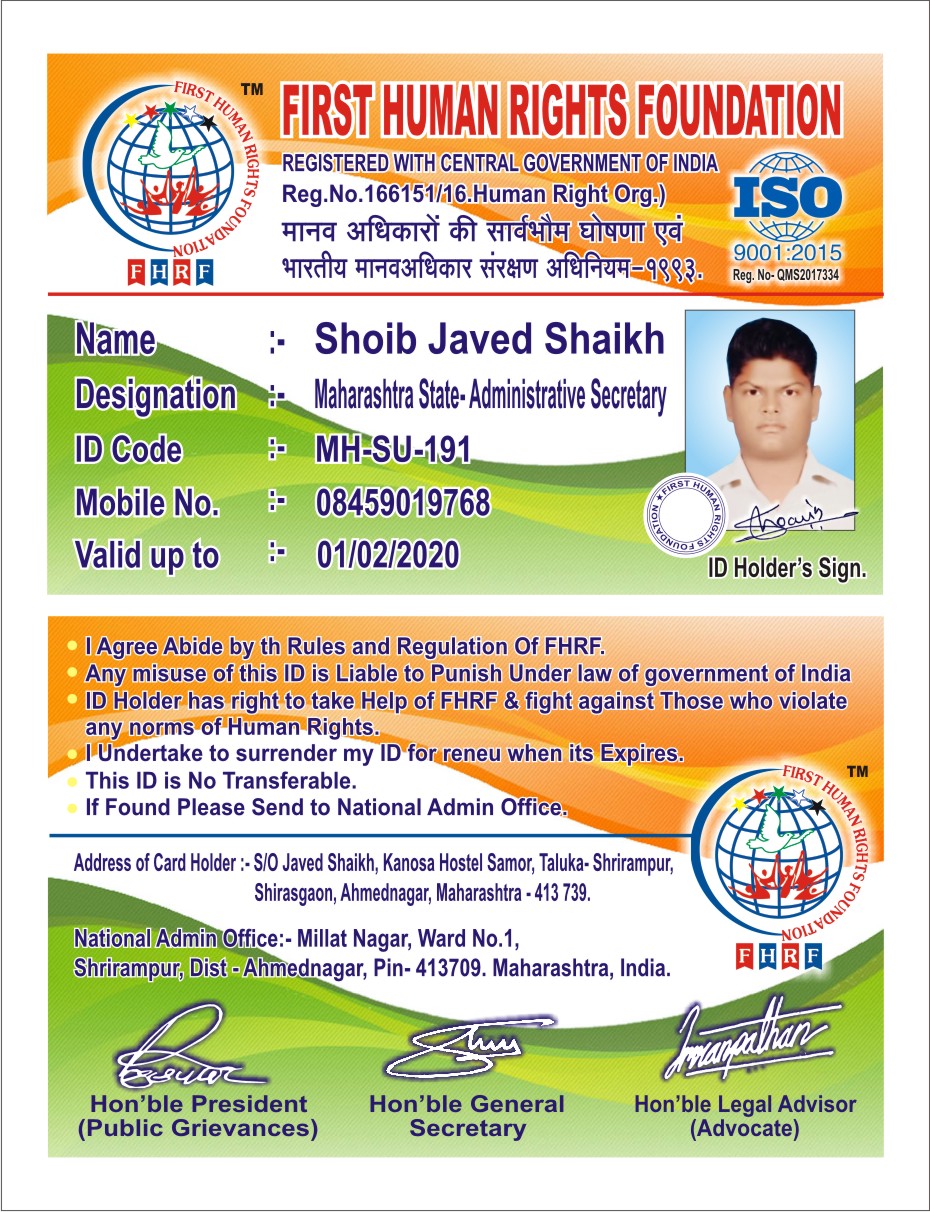 FIRST HUMAN RIGHTS FOUNDATION
FHRF
TM
FIRST HUMAN RIGHTS FOUNDATION
REGISTERED WITH CENTRAL GOVERNMENT OF INDIA
Reg.No.166151/16.Human Right Org.)
मानव अधिकारों की सार्वभौम घोषणा एवं
भारतीय मानवअधिकार संरक्षण अधिनियम-१९९३.
ISO
9001:2015
Reg. No- QMS2017334
Name :- Shoib Javed Shaikh
Designation :- Maharashtra State- Administrative Secretary
ID Code :- MH-SU-191
Mobile No. :- 08459019768
Valid up to :- 01/02/2020
FIRST HUMAN RIGHTS FOUNDATION
ID Holder's Sign.
I Agree Abide by th Rules and Regulation Of FHRF.
Any misuse of this ID is Liable to Punish Under law of government of India
ID Holder has right to take Help of FHRF & fight against Those who violate
any norms of Human Rights.
I Undertake to surrender my ID for reneu when its Expires.
This ID is No Transferable.
If Found Please Send to National Admin Office.
FIRST HUMAN RIGHTS FOUNDATION
TM
FHRF
Address of Card Holder :- S/O Javed Shaikh, Kanosa Hostel Samor, Taluka- Shrirampur,
Shirasgaon, Ahmednagar, Maharashtra - 413 739.
National Admin Office:- Millat Nagar, Ward No.1,
Shrirampur, Dist - Ahmednagar, Pin- 413709. Maharashtra, India.
Hon'ble President
(Public Grievances)
Hon'ble General
Secretary
Imranpathan
Hon'ble Legal Advisor
(Advocate)